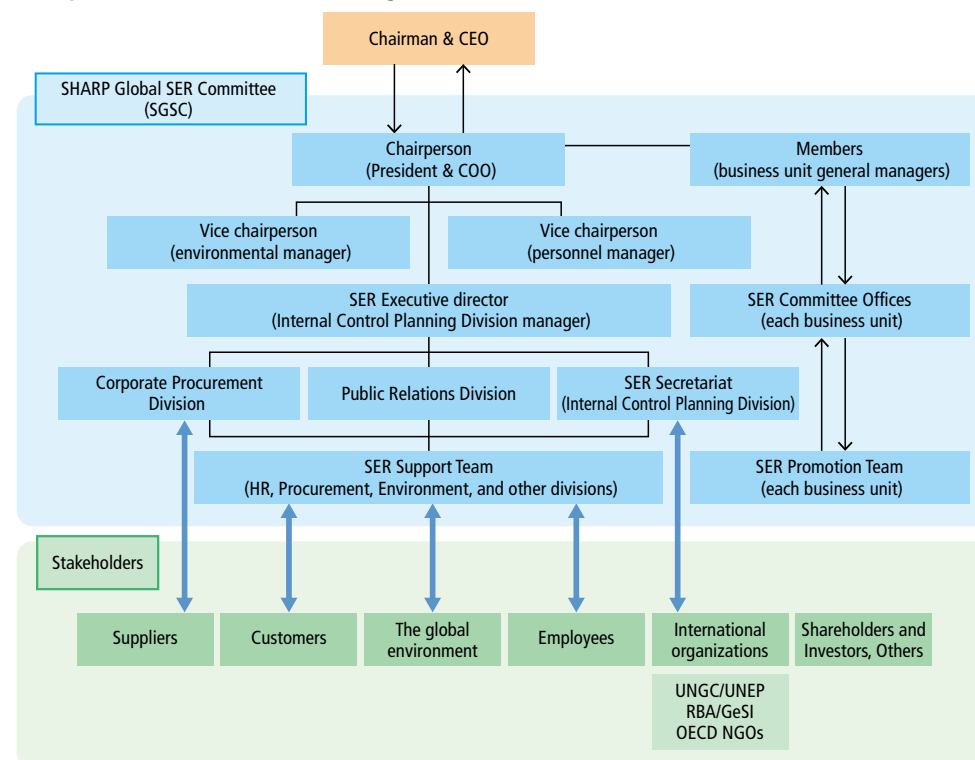 Chairman & CEO
SHARP Global SER Committee
(SGSC)
Chairperson
(President & COO)
Members
(business unit general managers)
Vice chairperson
(environmental manager)
Vice chairperson
(personnel manager)
SER Executive director
(Internal Control Planning Division manager)
SER Committee Offices
(each business unit)
Corporate Procurement
Division
Public Relations Division
SER Secretariat
(Internal Control Planning Division)
SER Support Team
(HR, Procurement, Environment, and other divisions)
SER Promotion Team
(each business unit)
Stakeholders
Suppliers
Customers
The global
environment
Employees
International
organizations
Shareholders and
Investors, Others
UNGC/UNEP
RBA/GeSI
OECD NGOs